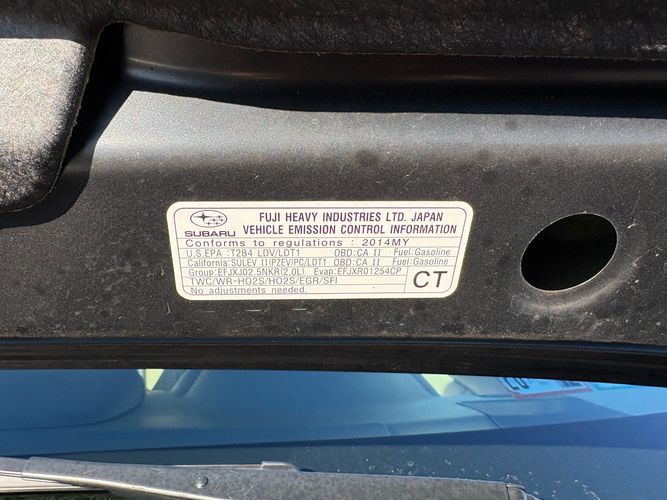 FUJI HEAVY INDUSTRIES LTD. JAPAN
SUBARU VEHICLE EMISSION CONTROL INFORMATION
Conforms to regulations : 2014MY
U.S.EPA :T2B4 LDV/LDT1 OBD:CA II Fuel:Gasoline
California:SULEV II(PZEV)PC/LDT1 OBD:CA II Fuel:Gasoline
Group:EFJXJ02.5NKR(2.0L) Evap:EFJXR01254CP
TWC/WR-HO2S/HO2S/EGR/SFI
No adjustments needed.
CT